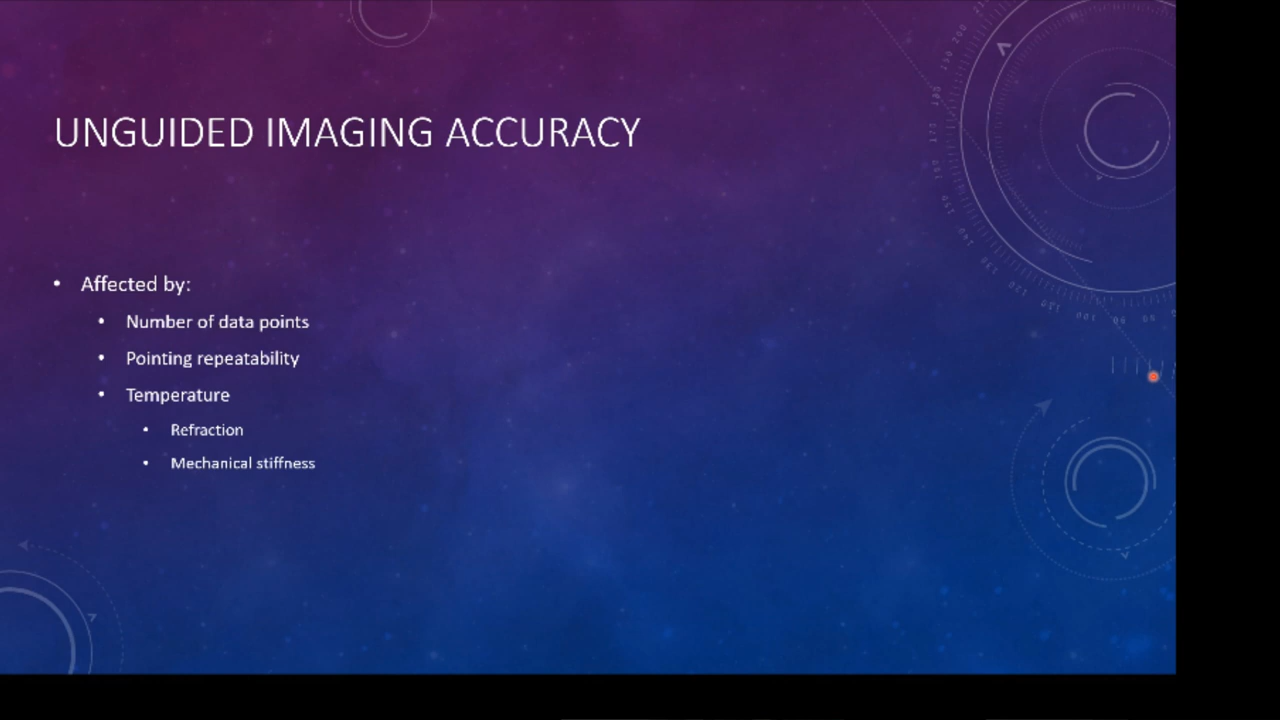 UNGUIDED IMAGING ACCURACY
• Affected by:
• Number of data points
• Pointing repeatability
• Temperature
• Refraction
• Mechanical stiffness